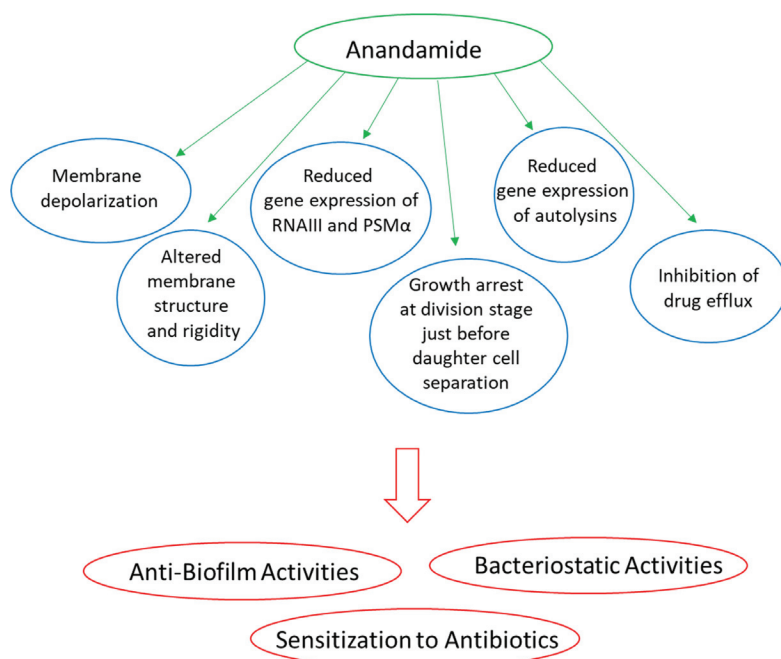 Anandamide
Membrane
depolarization
Altered
membrane
structure
and rigidity
Reduced
gene expression of
RNAIII and PSMα
Growth arrest
at division stage
just before
daughter cell
separation
Reduced
gene expression
of autolysins
Inhibition of
drug efflux
Anti-Biofilm Activities
Bacteriostatic Activities
Sensitization to Antibiotics